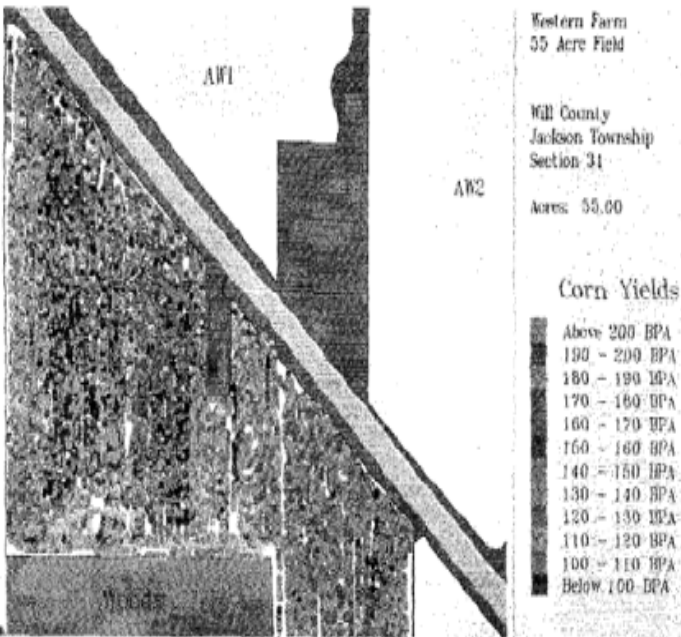 Western Farm
55 Acre Field
Will County
Jackson Township
Section 31
Acres: 55.00
AW1
AW2
Corn Yields
Above 200 BPA
190 - 200 BPA
180 - 190 BPA
170 - 180 BPA
160 - 170 BPA
150 - 160 BPA
140 - 150 BPA
130 - 140 BPA
120 - 130 BPA
110 - 120 BPA
100 - 110 BPA
Below 100 BPA
Woods